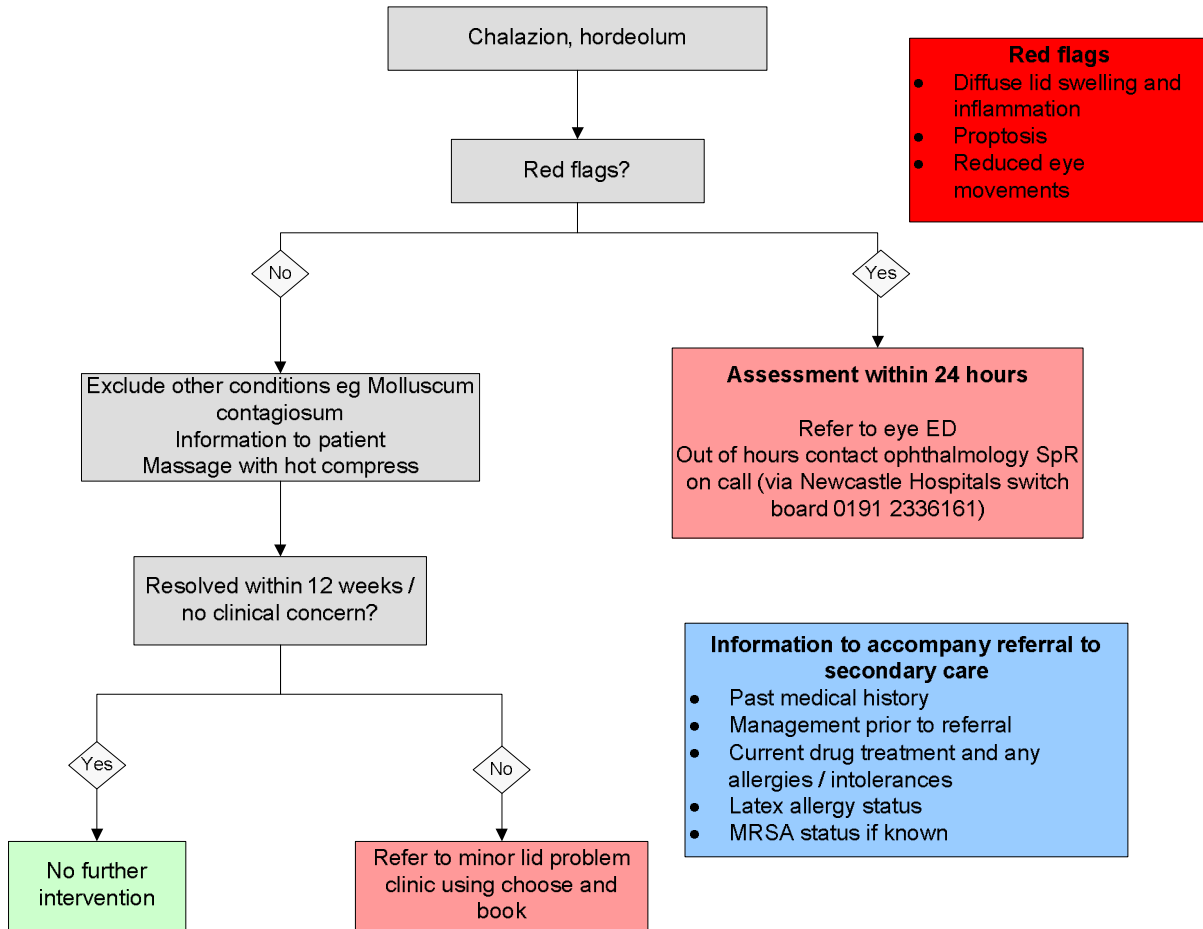 Chalazion, hordeolum
Red flags
● Diffuse lid swelling and
inflammation
● Proptosis
● Reduced eye
movements
Red flags?
No
Yes
Exclude other conditions eg Molluscum
contagiosum
Information to patient
Massage with hot compress
Assessment within 24 hours
Refer to eye ED
Out of hours contact ophthalmology SpR
on call (via Newcastle Hospitals switch
board 0191 2336161)
Resolved within 12 weeks /
no clinical concern?
Information to accompany referral to
secondary care
● Past medical history
● Management prior to referral
● Current drug treatment and any
allergies / intolerances
● Latex allergy status
● MRSA status if known
Yes
No
No further
intervention
Refer to minor lid problem
clinic using choose and
book